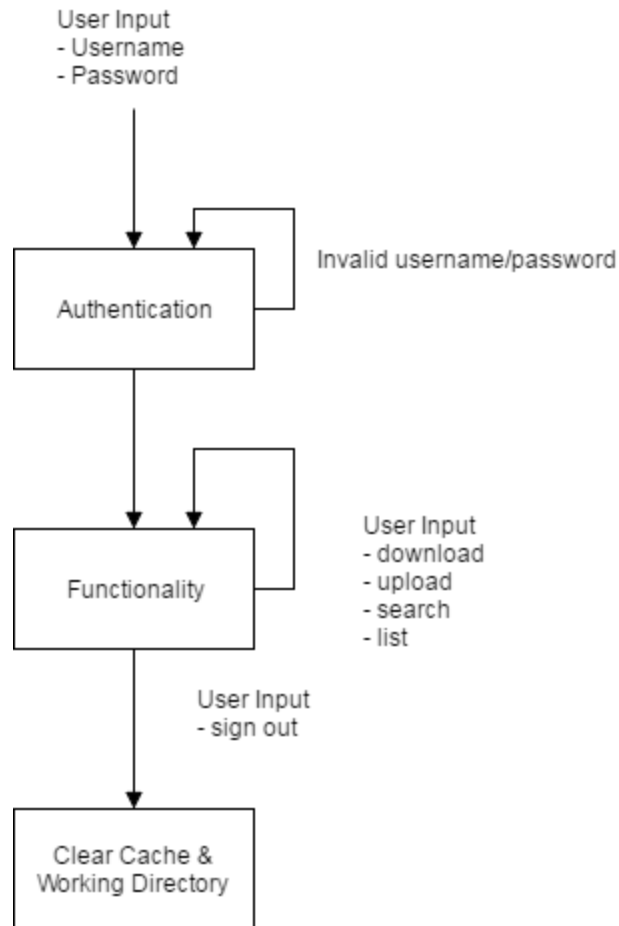 User Input
- Username
- Password
Invalid username/password
Authentication
User Input
- download
- upload
- search
- list
Functionality
User Input
- sign out
Clear Cache &
Working Directory